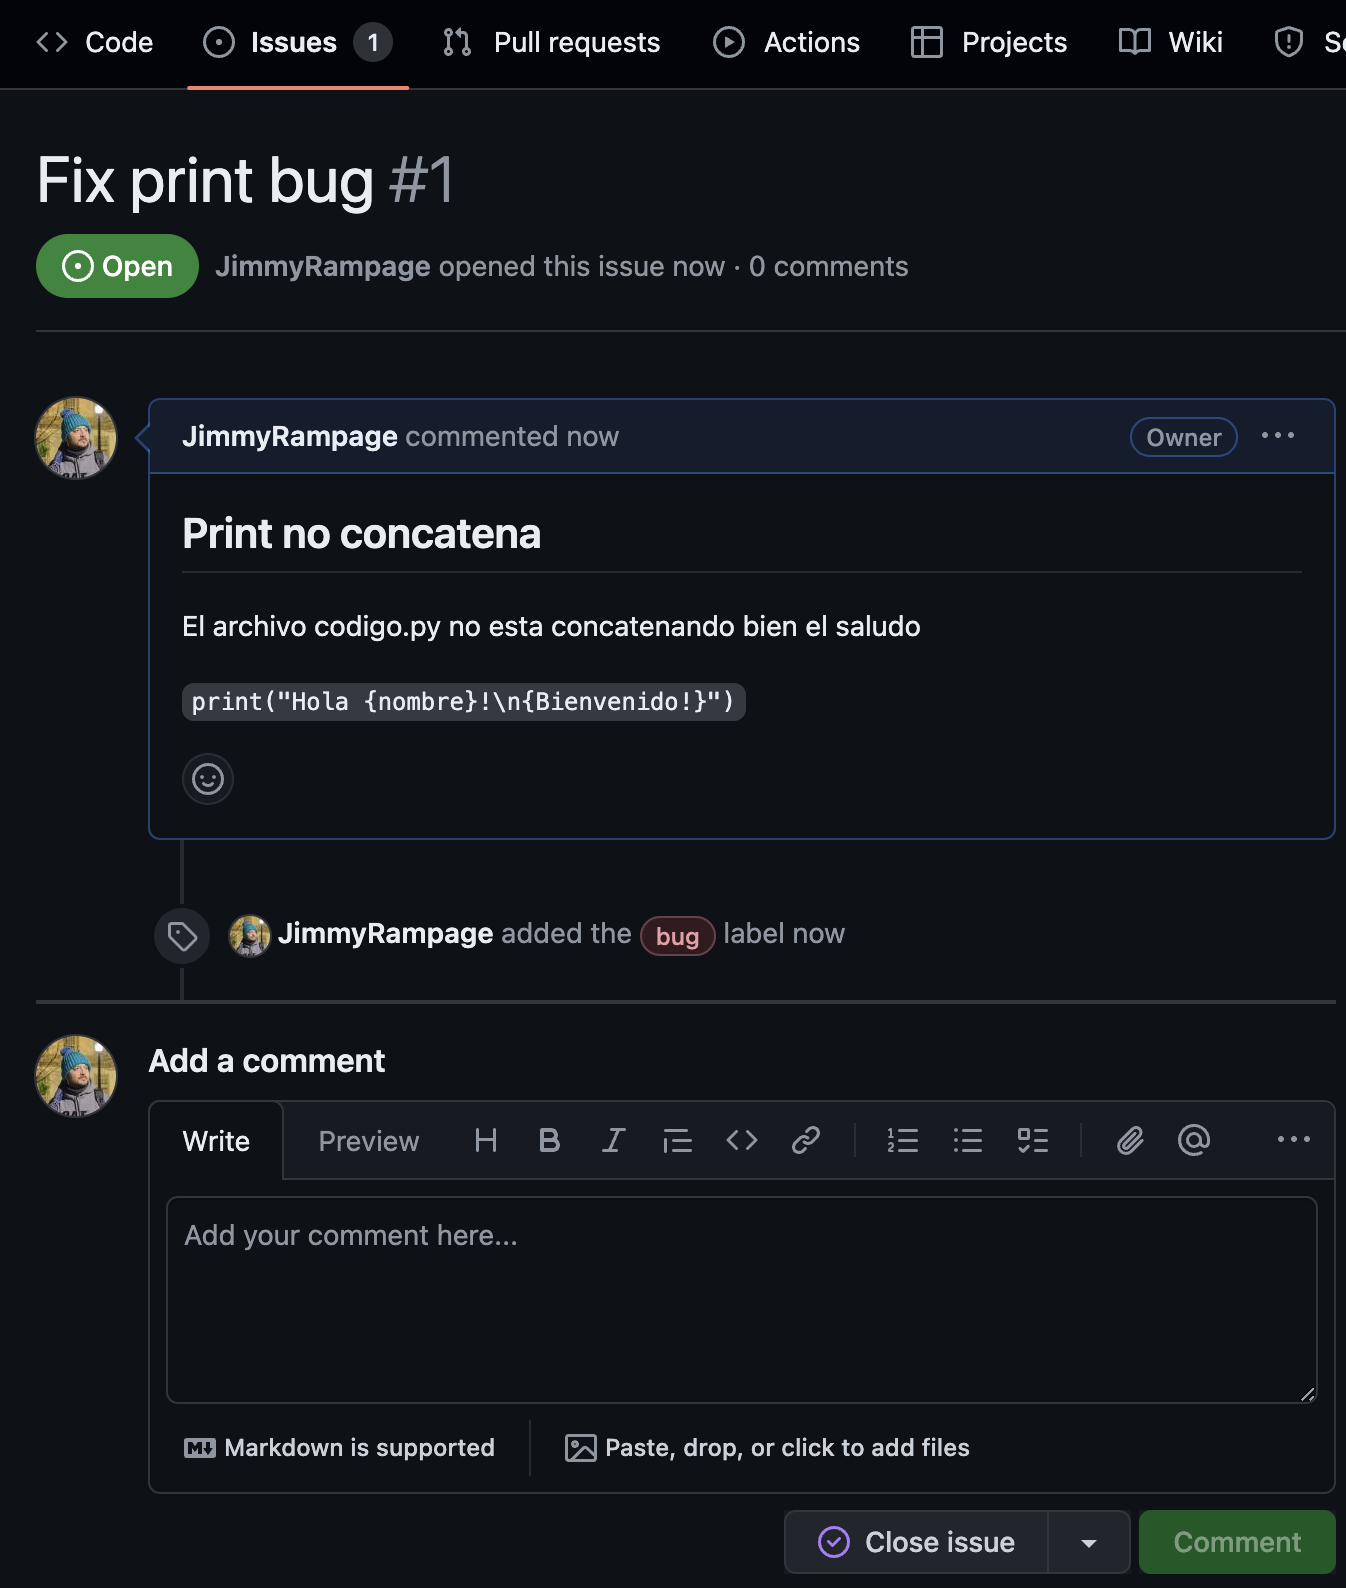 Code Issues 1 Pull requests Actions Projects Wiki
Fix print bug #1
Open JimmyRampage opened this issue now · 0 comments
JimmyRampage commented now Owner
Print no concatena
El archivo codigo.py no esta concatenando bien el saludo
print("Hola {nombre}!\n{Bienvenido!}")
JimmyRampage added the bug label now
Add a comment
Write Preview
Add your comment here...
Markdown is supported Paste, drop, or click to add files
Close issue Comment